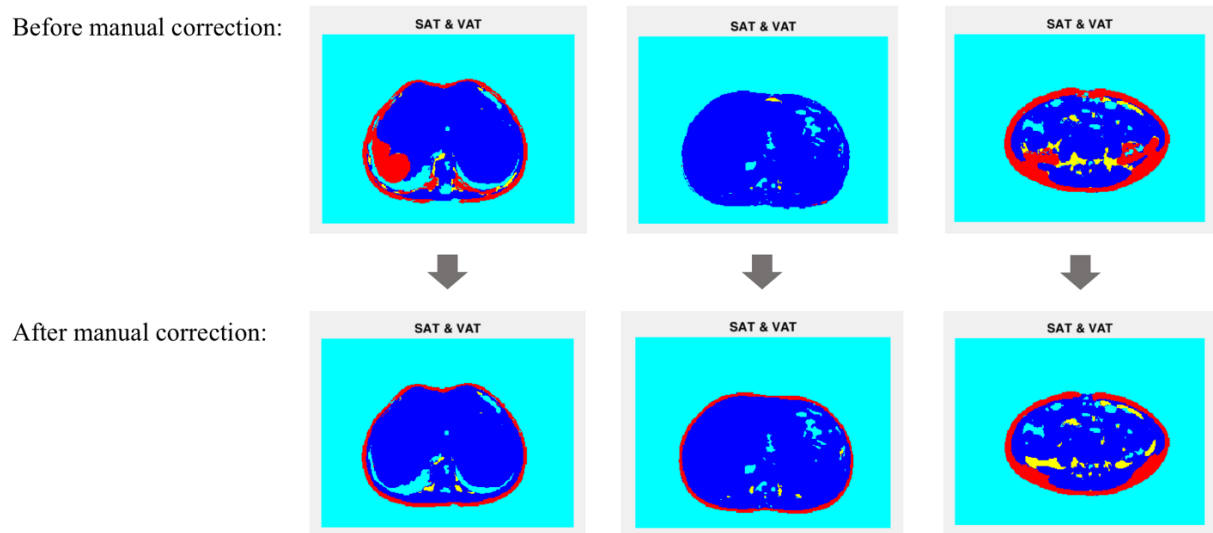 Before manual correction:
SAT & VAT
SAT & VAT
SAT & VAT
After manual correction:
SAT & VAT
SAT & VAT
SAT & VAT